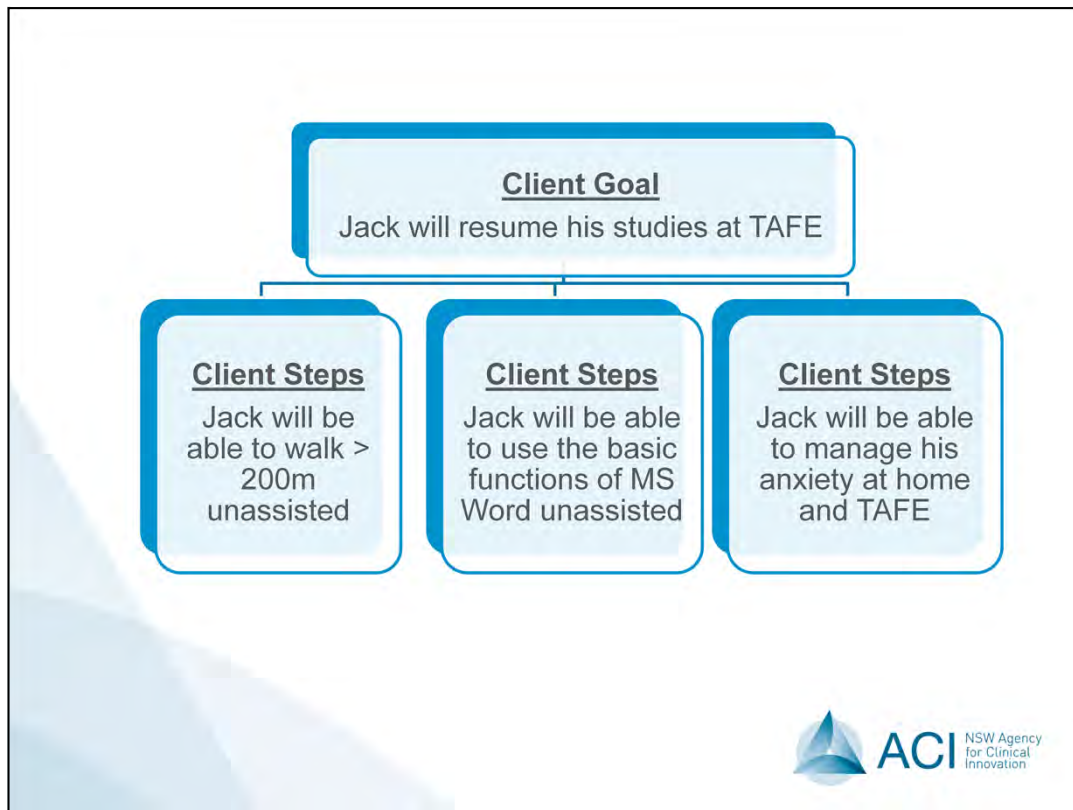 Client Goal
Jack will resume his studies at TAFE
Client Steps
Jack will be
able to walk >
200m
unassisted
Client Steps
Jack will be able
to use the basic
functions of MS
Word unassisted
Client Steps
Jack will be able
to manage his
anxiety at home
and TAFE
ACI
NSW Agency
for Clinical
Innovation